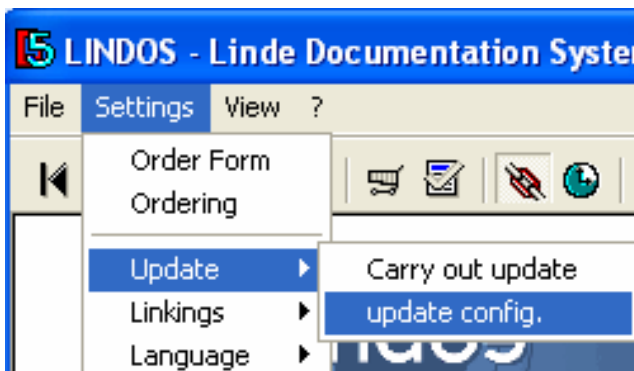 LINDOS - Linde Documentation Syste
File Settings View ?
Order Form
Ordering
Update Carry out update
Linkings update config.
Language